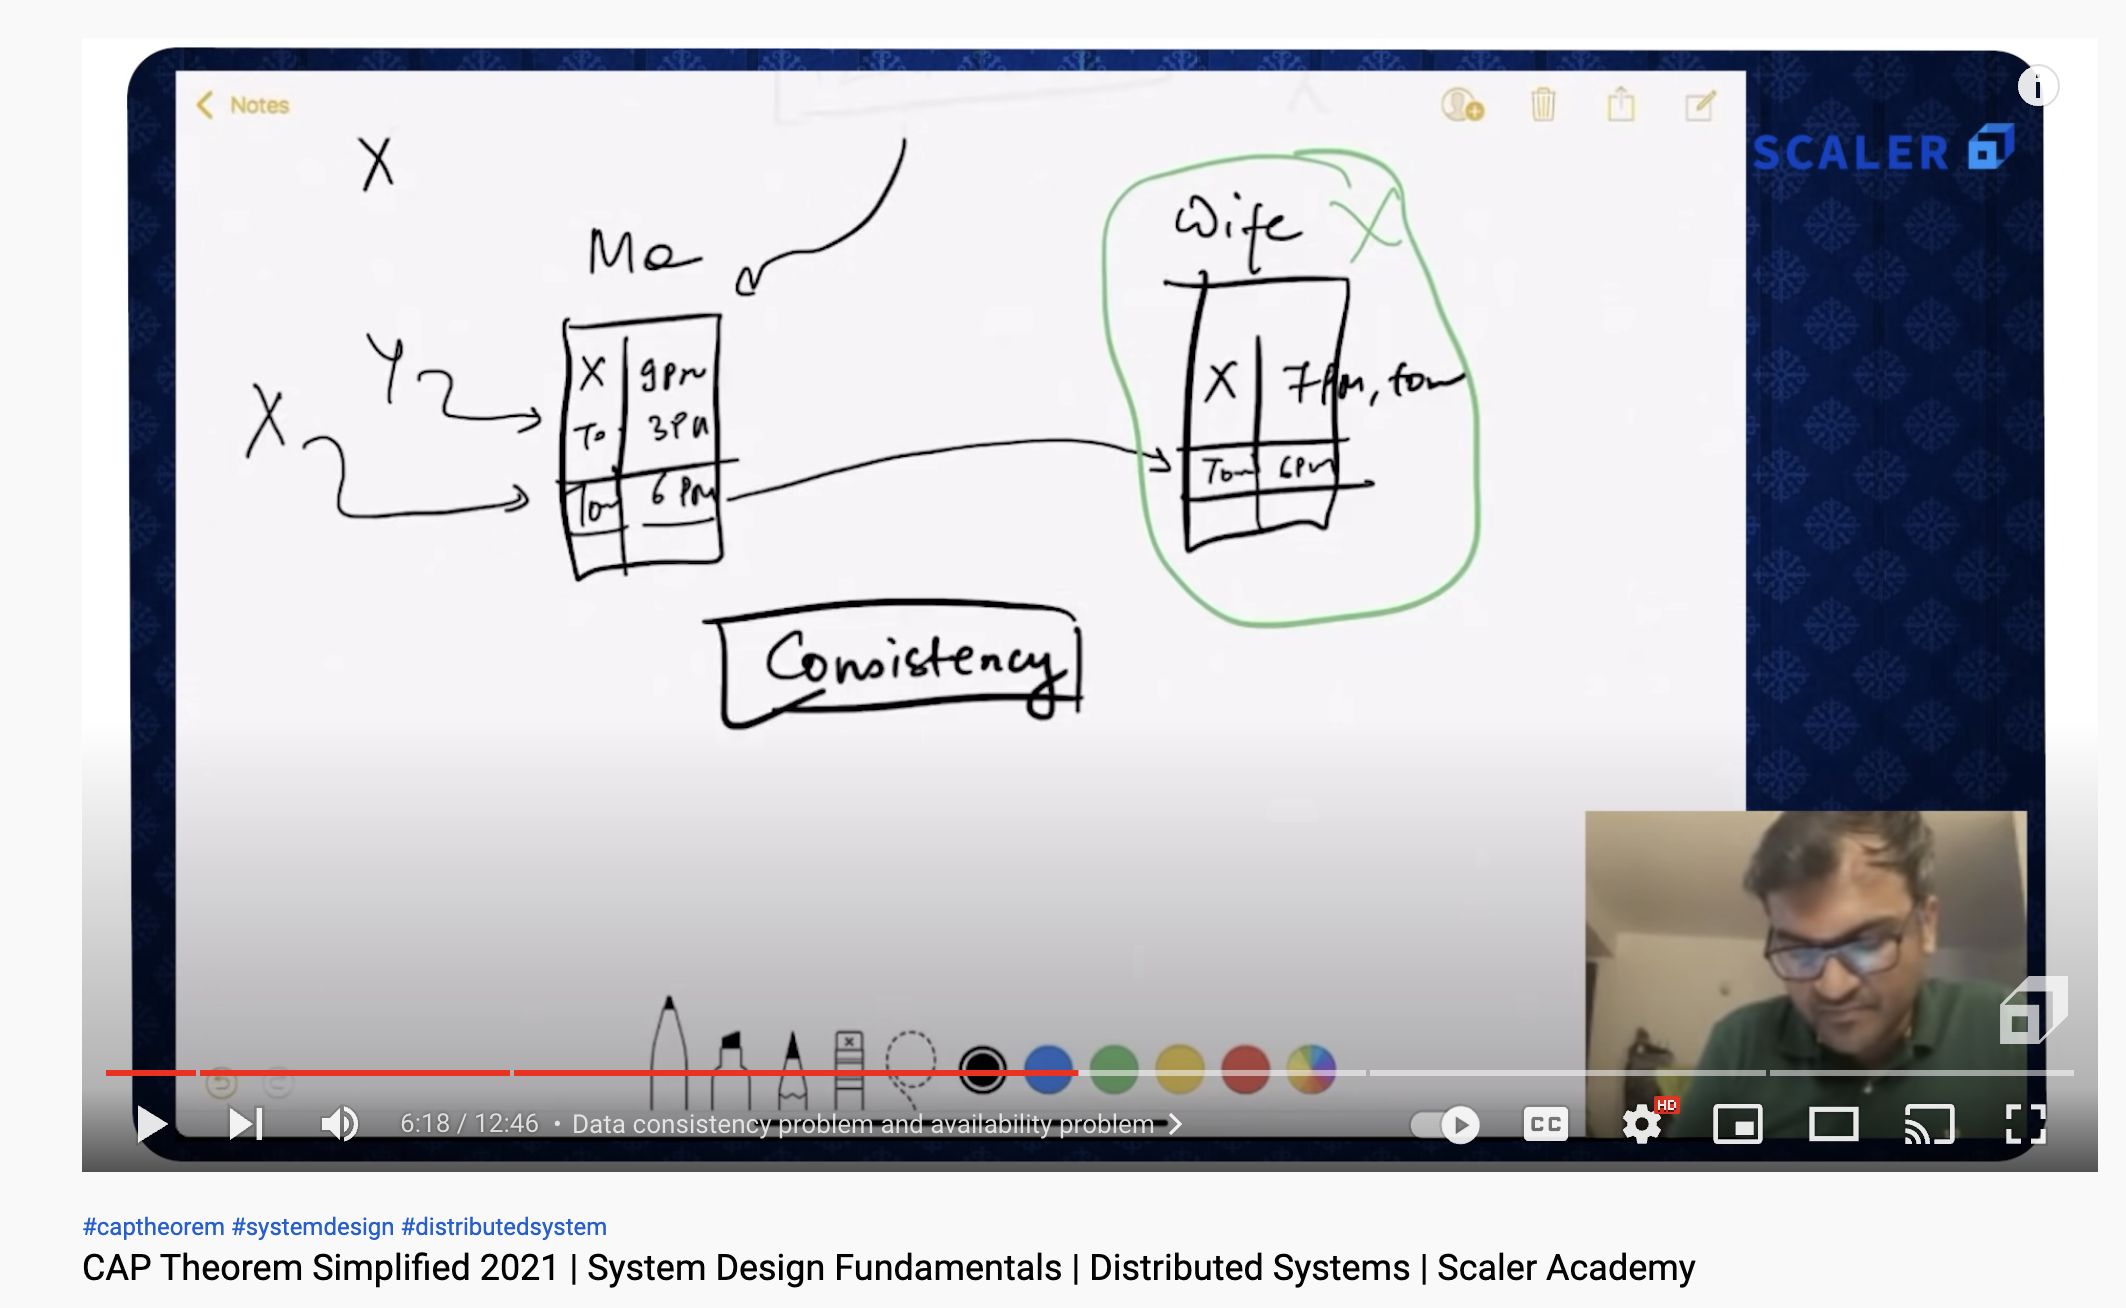 Notes
SCALER
X
Me
Wife X
Y
X
X 9pm
To 3PM
Tom 6 Pm
X 7pm, tom
Tom 6Pm
Consistency
HD
6:18 / 12:46 • Data consistency problem and availability problem
CC
#captheorem #systemdesign #distributedsystem
CAP Theorem Simplified 2021 | System Design Fundamentals | Distributed Systems | Scaler Academy